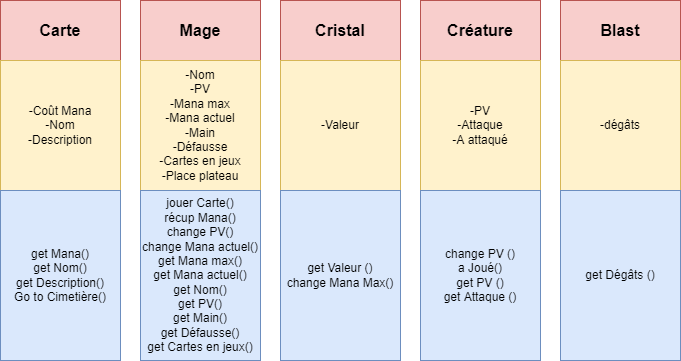 Carte
-Coût Mana
-Nom
-Description
get Mana()
get Nom()
get Description()
Go to Cimetière()
Mage
-Nom
-PV
-Mana max
-Mana actuel
-Main
-Défausse
-Cartes en jeux
-Place plateau
jouer Carte()
récup Mana()
change PV()
change Mana actuel()
get Mana max()
get Mana actuel()
get Nom()
get PV()
get Main()
get Défausse()
get Cartes en jeux()
Cristal
-Valeur
get Valeur ()
change Mana Max()
Créature
-PV
-Attaque
-A attaqué
change PV ()
a Joué()
get PV ()
get Attaque ()
Blast
-dégâts
get Dégâts ()